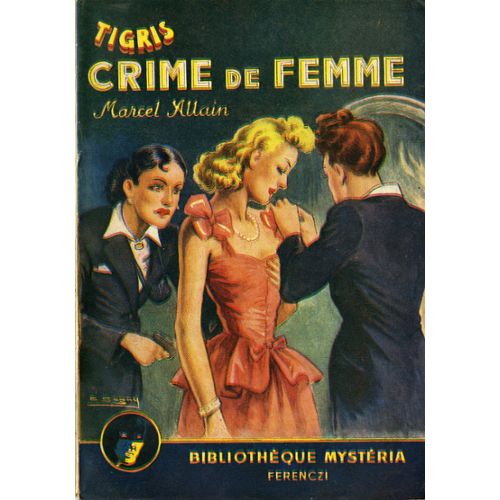 TIGRIS
CRIME DE FEMME
Marcel Allain
BIBLIOTHÈQUE MYSTÉRIA
FERENCZI